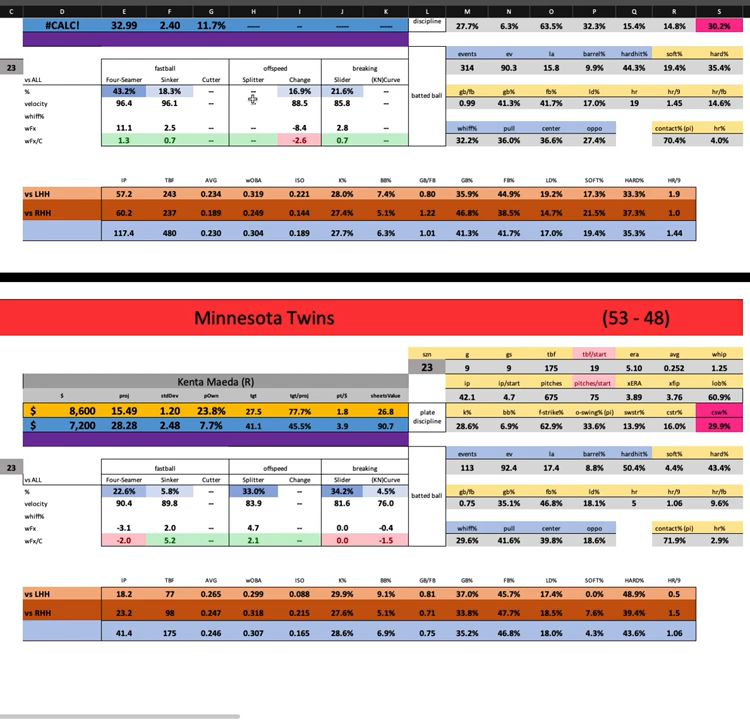 C D E F G H I J K L M N O P Q R S
#CALC! 32.99 2.40 11.7% — — — — discipline 27.7% 6.3% 63.5% 32.3% 15.4% 14.8% 30.2%
events ev la barrel% hardhit% soft% hard%
23 fastball offspeed breaking 314 90.3 15.8 9.9% 44.3% 19.4% 35.4%
vs ALL Four-Seamer Sinker Cutter Splitter Change Slider (KN)Curve
% 43.2% 18.3% -- -- 16.9% 21.6% -- batted ball gb/fb gb% fb% ld% hr hr/9 hr/fb
velocity 96.4 96.1 -- -- 88.5 85.8 -- 0.99 41.3% 41.7% 17.0% 19 1.45 14.6%
whiff%
wFx 11.1 2.5 -- -- -8.4 2.8 -- whiff% pull center oppo contact% (pi) hr%
wFx/C 1.3 0.7 -- -- -2.6 0.7 -- 32.2% 36.0% 36.6% 27.4% 70.4% 4.0%
IP TBF AVG wOBA ISO K% BB% GB/FB GB% FB% LD% SOFT% HARD% HR/9
vs LHH 57.2 243 0.234 0.319 0.221 28.0% 7.4% 0.80 35.9% 44.9% 19.2% 17.3% 33.3% 1.9
vs RHH 60.2 237 0.189 0.249 0.144 27.4% 5.1% 1.22 46.8% 38.5% 14.7% 21.5% 37.3% 1.0
117.4 480 0.230 0.304 0.189 27.7% 6.3% 1.01 41.3% 41.7% 17.0% 19.4% 35.3% 1.44
Minnesota Twins (53 - 48)
szn g gs tbf tbf/start era avg whip
23 9 9 175 19 5.10 0.252 1.25
Kenta Maeda (R) ip ip/start pitches pitches/start xERA xfip lob%
$ proj stdDev pOwn tgt tgt/proj pt/$ sheetsValue 42.1 4.7 675 75 3.89 3.76 60.9%
$ 8,600 15.49 1.20 23.8% 27.5 77.7% 1.8 26.8 plate discipline k% bb% f-strike% o-swing% (pi) swstr% cstr% csw%
$ 7,200 28.28 2.48 7.7% 41.1 45.5% 3.9 90.7 28.6% 6.9% 62.9% 33.6% 13.9% 16.0% 29.9%
events ev la barrel% hardhit% soft% hard%
23 fastball offspeed breaking 113 92.4 17.4 8.8% 50.4% 4.4% 43.4%
vs ALL Four-Seamer Sinker Cutter Splitter Change Slider (KN)Curve
% 22.6% 5.8% -- 33.0% -- 34.2% 4.5% batted ball gb/fb gb% fb% ld% hr hr/9 hr/fb
velocity 90.4 89.8 -- 83.9 -- 81.6 76.0 0.75 35.1% 46.8% 18.1% 5 1.06 9.6%
whiff%
wFx -3.1 2.0 -- 4.7 -- 0.0 -0.4 whiff% pull center oppo contact% (pi) hr%
wFx/C -2.0 5.2 -- 2.1 -- 0.0 -1.5 29.6% 41.6% 39.8% 18.6% 71.9% 2.9%
IP TBF AVG wOBA ISO K% BB% GB/FB GB% FB% LD% SOFT% HARD% HR/9
vs LHH 18.2 77 0.265 0.299 0.088 29.9% 9.1% 0.81 37.0% 45.7% 17.4% 0.0% 48.9% 0.5
vs RHH 23.2 98 0.247 0.318 0.215 27.6% 5.1% 0.71 33.8% 47.7% 18.5% 7.6% 39.4% 1.5
41.4 175 0.246 0.307 0.165 28.6% 6.9% 0.75 35.2% 46.8% 18.0% 4.3% 43.6% 1.06